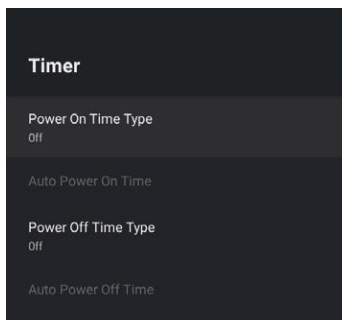 Timer
Power On Time Type
Off
Auto Power On Time
Power Off Time Type
Off
Auto Power Off Time